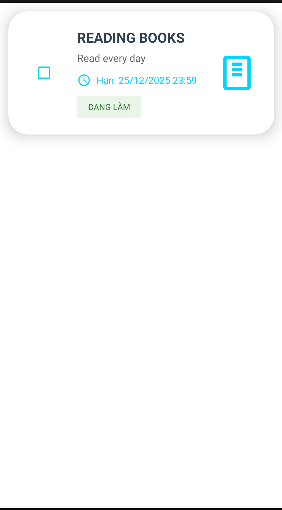 READING BOOKS
Read every day
Hạn: 25/12/2025 23:59
ĐANG LÀM